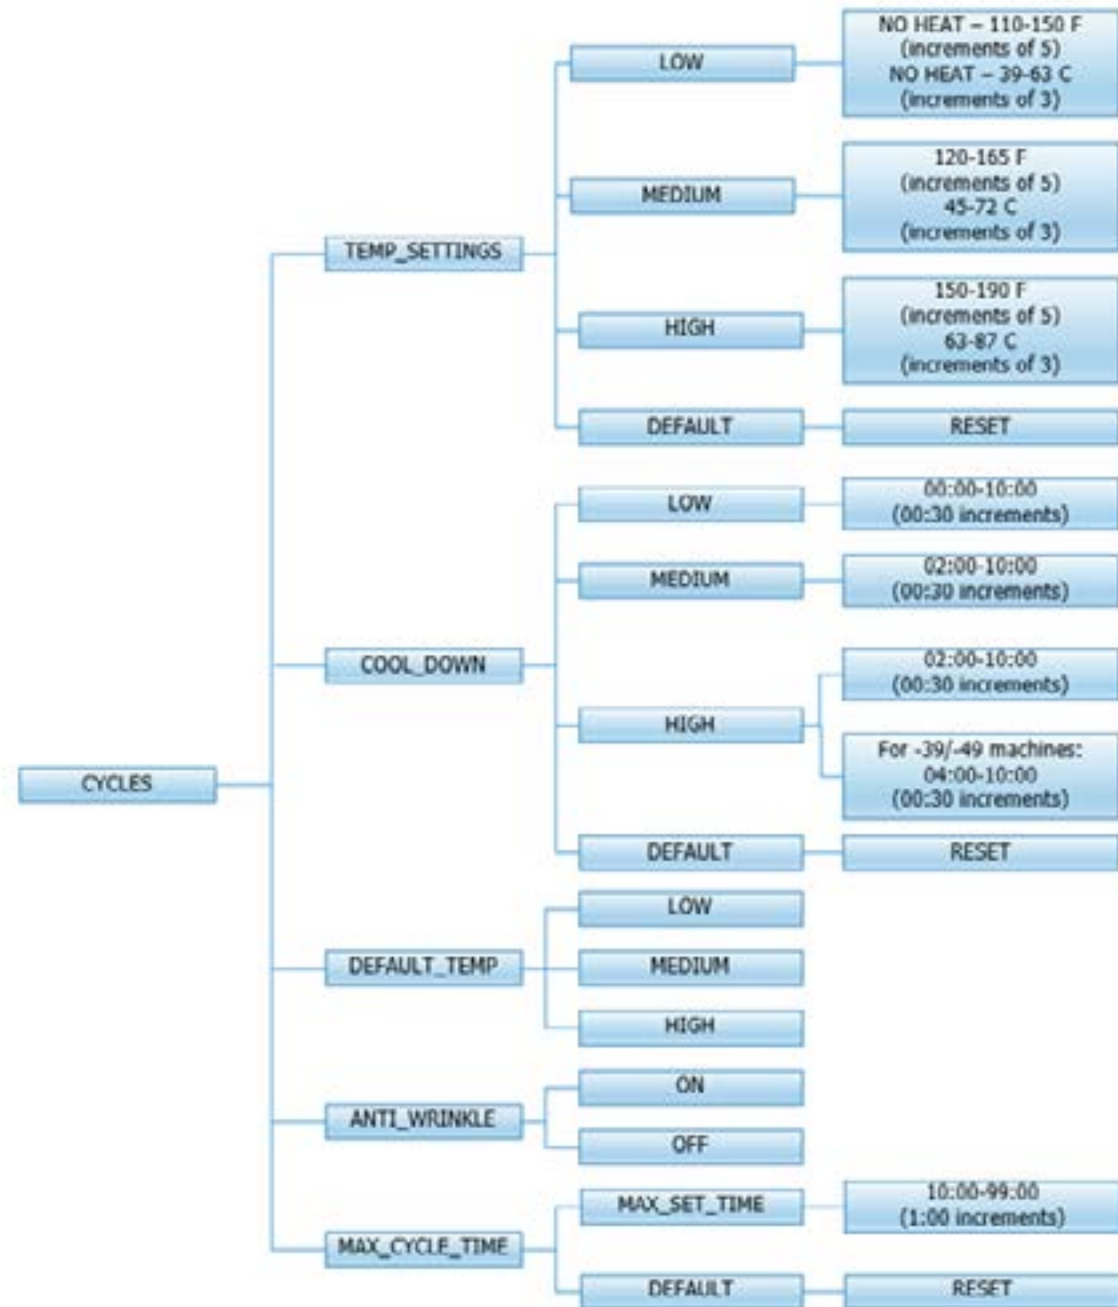 CYCLES
TEMP_SETTINGS
LOW
NO HEAT – 110-150 F
(increments of 5)
NO HEAT – 39-63 C
(increments of 3)
MEDIUM
120-165 F
(increments of 5)
45-72 C
(increments of 3)
HIGH
150-190 F
(increments of 5)
63-87 C
(increments of 3)
DEFAULT
RESET
COOL_DOWN
LOW
00:00-10:00
(00:30 increments)
MEDIUM
02:00-10:00
(00:30 increments)
HIGH
02:00-10:00
(00:30 increments)
For -39/-49 machines:
04:00-10:00
(00:30 increments)
DEFAULT
RESET
DEFAULT_TEMP
LOW
MEDIUM
HIGH
ANTI_WRINKLE
ON
OFF
MAX_CYCLE_TIME
MAX_SET_TIME
10:00-99:00
(1:00 increments)
DEFAULT
RESET